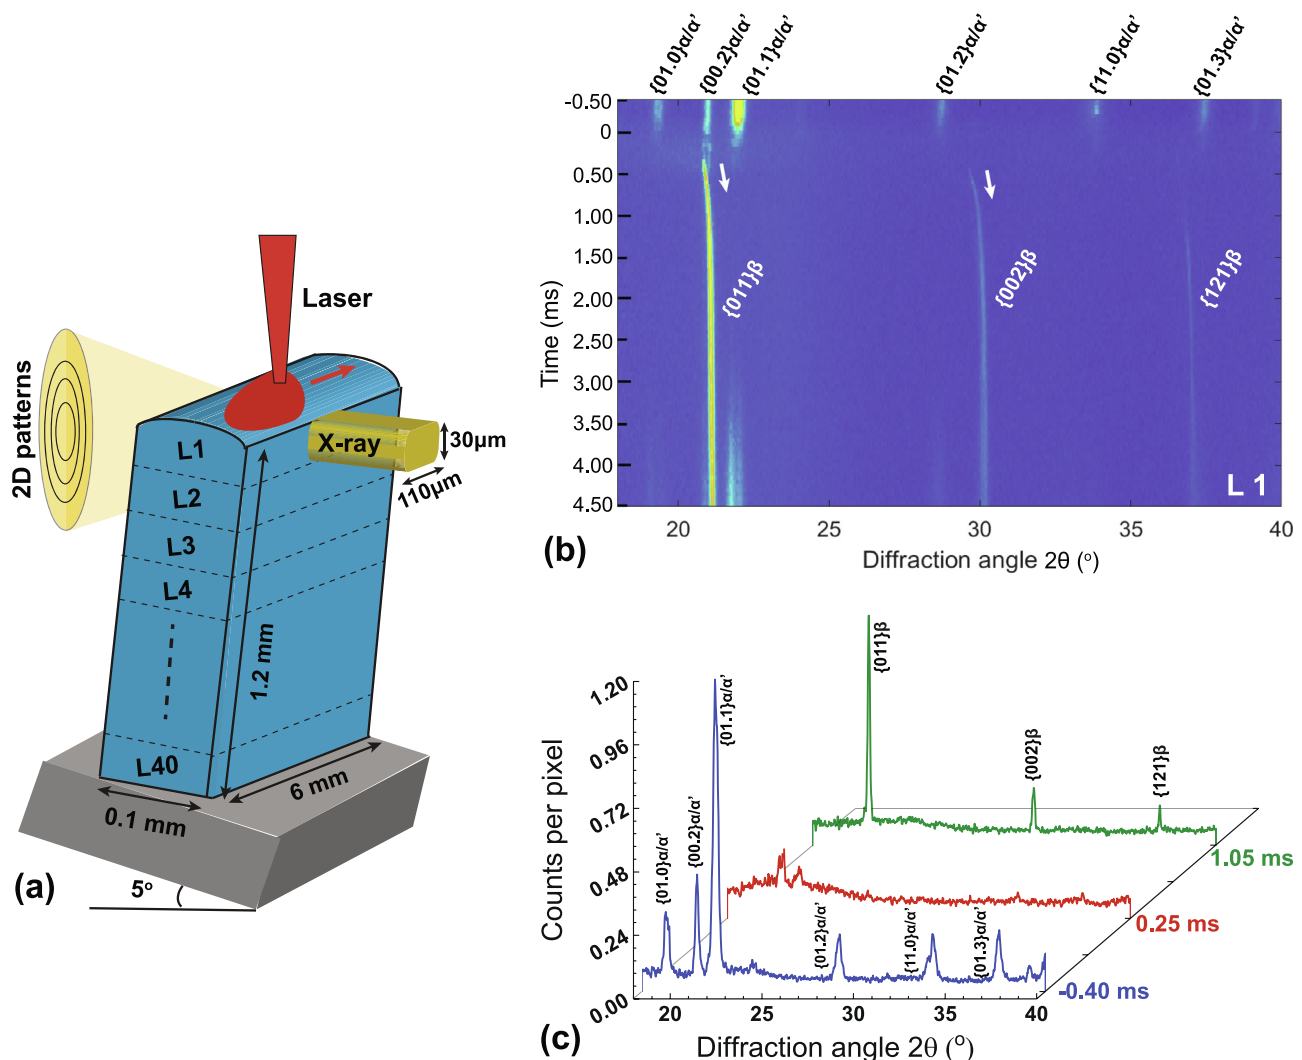 Laser
2D patterns
X-ray
30µm
110µm
L1
L2
L3
L4
L40
1.2 mm
6 mm
0.1 mm
5°
(a)
{01.0}α/α'
{00.2}α/α'
{01.1}α/α'
{01.2}α/α'
{11.0}α/α'
{01.3}α/α'
-0.50
0
0.50
1.00
1.50
2.00
2.50
3.00
3.50
4.00
4.50
Time (ms)
{011}β
{002}β
{121}β
L 1
20 25 30 35 40
Diffraction angle 2θ (°)
(b)
{011}β
{002}β
{121}β
1.05 ms
0.25 ms
-0.40 ms
{01.0}α/α'
{00.2}α/α'
{01.1}α/α'
{01.2}α/α'
{11.0}α/α'
{01.3}α/α'
1.20
0.96
0.72
0.48
0.24
0.00
Counts per pixel
20 25 30 35 40
Diffraction angle 2θ (°)
(c)